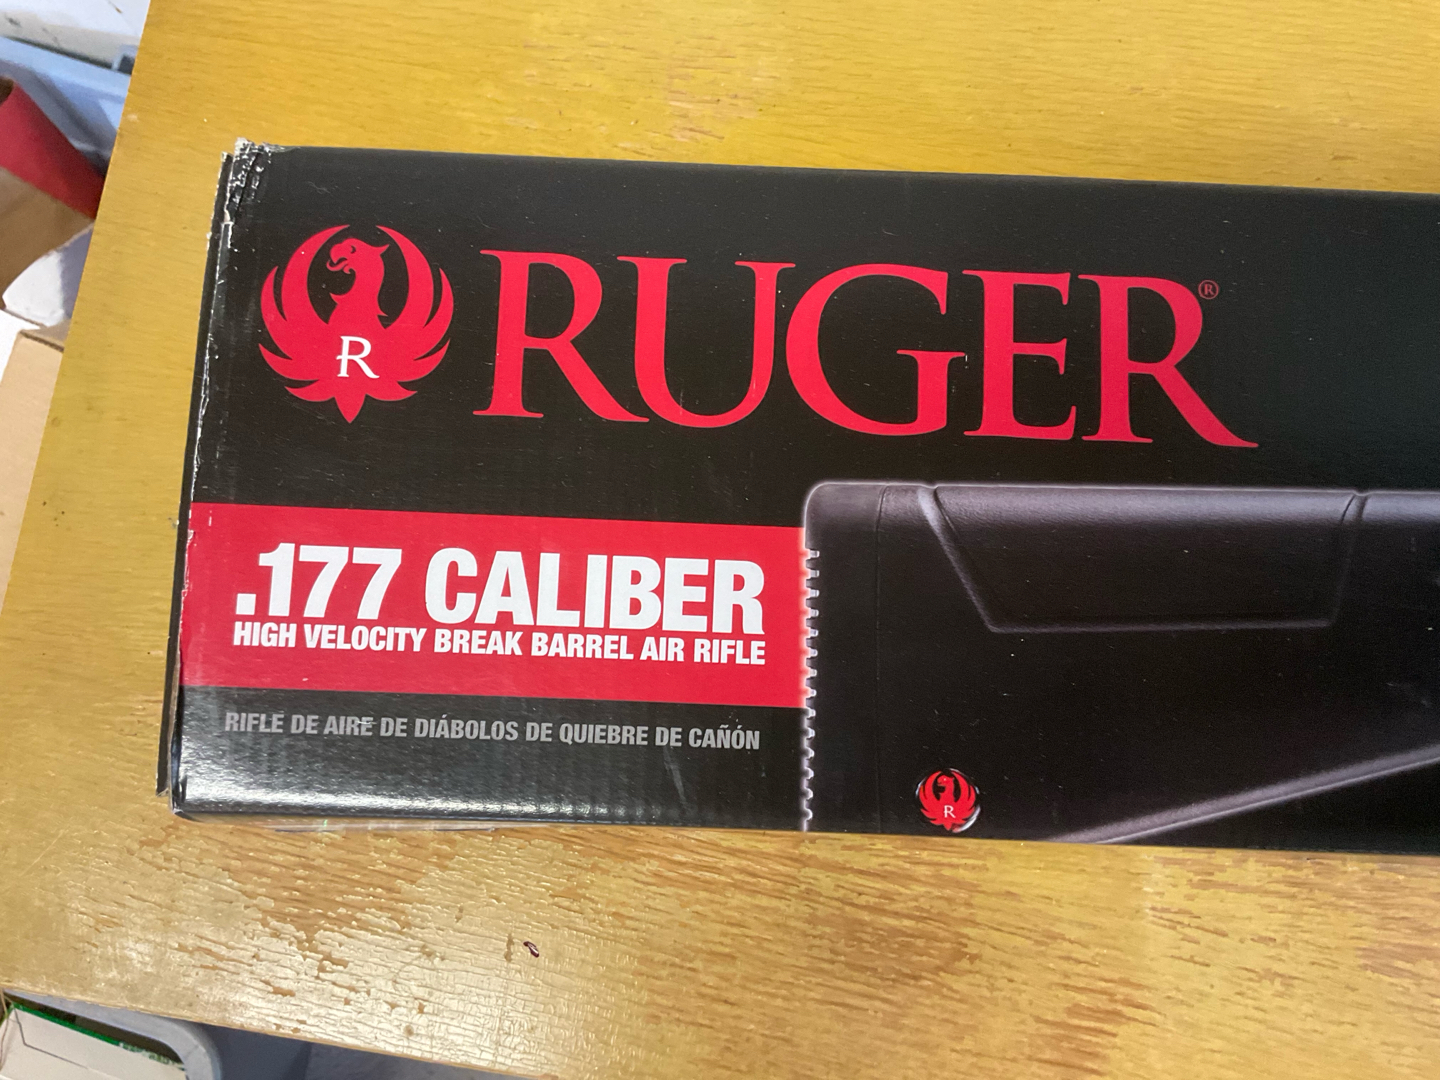 R
RUGER®
.177 CALIBER
HIGH VELOCITY BREAK BARREL AIR RIFLE
RIFLE DE AIRE DE DIÁBOLOS DE QUIEBRE DE CAÑÓN
R